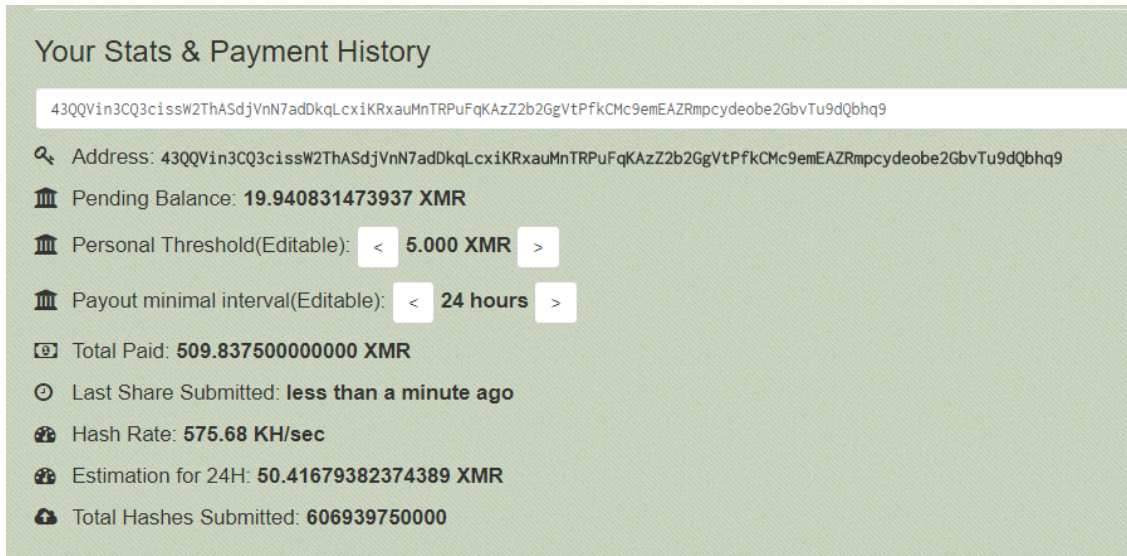 Your Stats & Payment History
43QQVin3CQ3cissW2ThASdjVnN7adDkqLcxiKRxauMnTRPuFqKAzZ2b2GgVtPfkCMc9emEAZRmpcydeobe2GbvTu9dQbhq9
Address: 43QQVin3CQ3cissW2ThASdjVnN7adDkqLcxiKRxauMnTRPuFqKAzZ2b2GgVtPfkCMc9emEAZRmpcydeobe2GbvTu9dQbhq9
Pending Balance: 19.940831473937 XMR
Personal Threshold(Editable): < 5.000 XMR >
Payout minimal interval(Editable): < 24 hours >
Total Paid: 509.837500000000 XMR
Last Share Submitted: less than a minute ago
Hash Rate: 575.68 KH/sec
Estimation for 24H: 50.41679382374389 XMR
Total Hashes Submitted: 606939750000